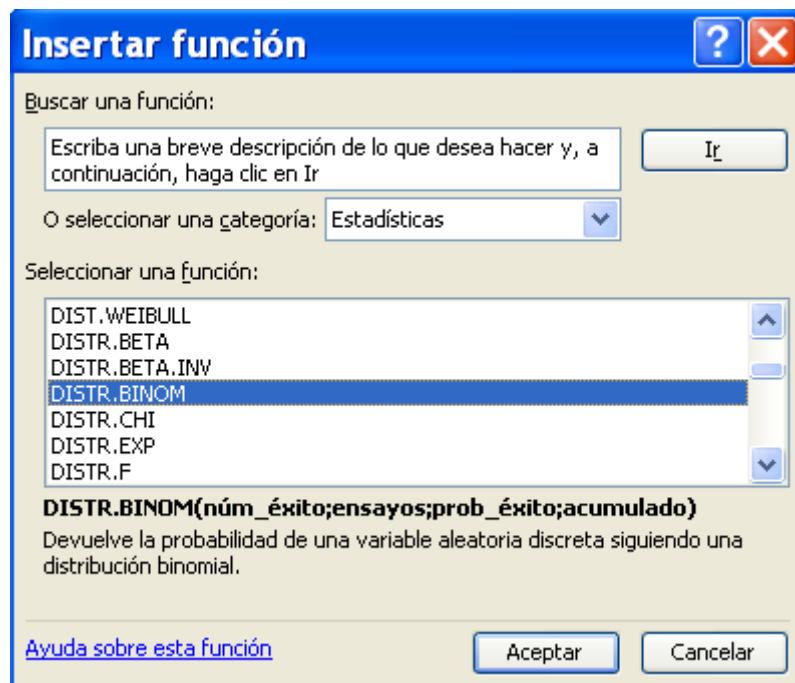 Insertar función
Buscar una función:
Escriba una breve descripción de lo que desea hacer y, a
continuación, haga clic en Ir
Ir
O seleccionar una categoría: Estadísticas
Seleccionar una función:
DIST.WEIBULL
DISTR.BETA
DISTR.BETA.INV
DISTR.BINOM
DISTR.CHI
DISTR.EXP
DISTR.F
DISTR.BINOM(núm_éxito;ensayos;prob_éxito;acumulado)
Devuelve la probabilidad de una variable aleatoria discreta siguiendo una
distribución binomial.
Ayuda sobre esta función
Aceptar
Cancelar